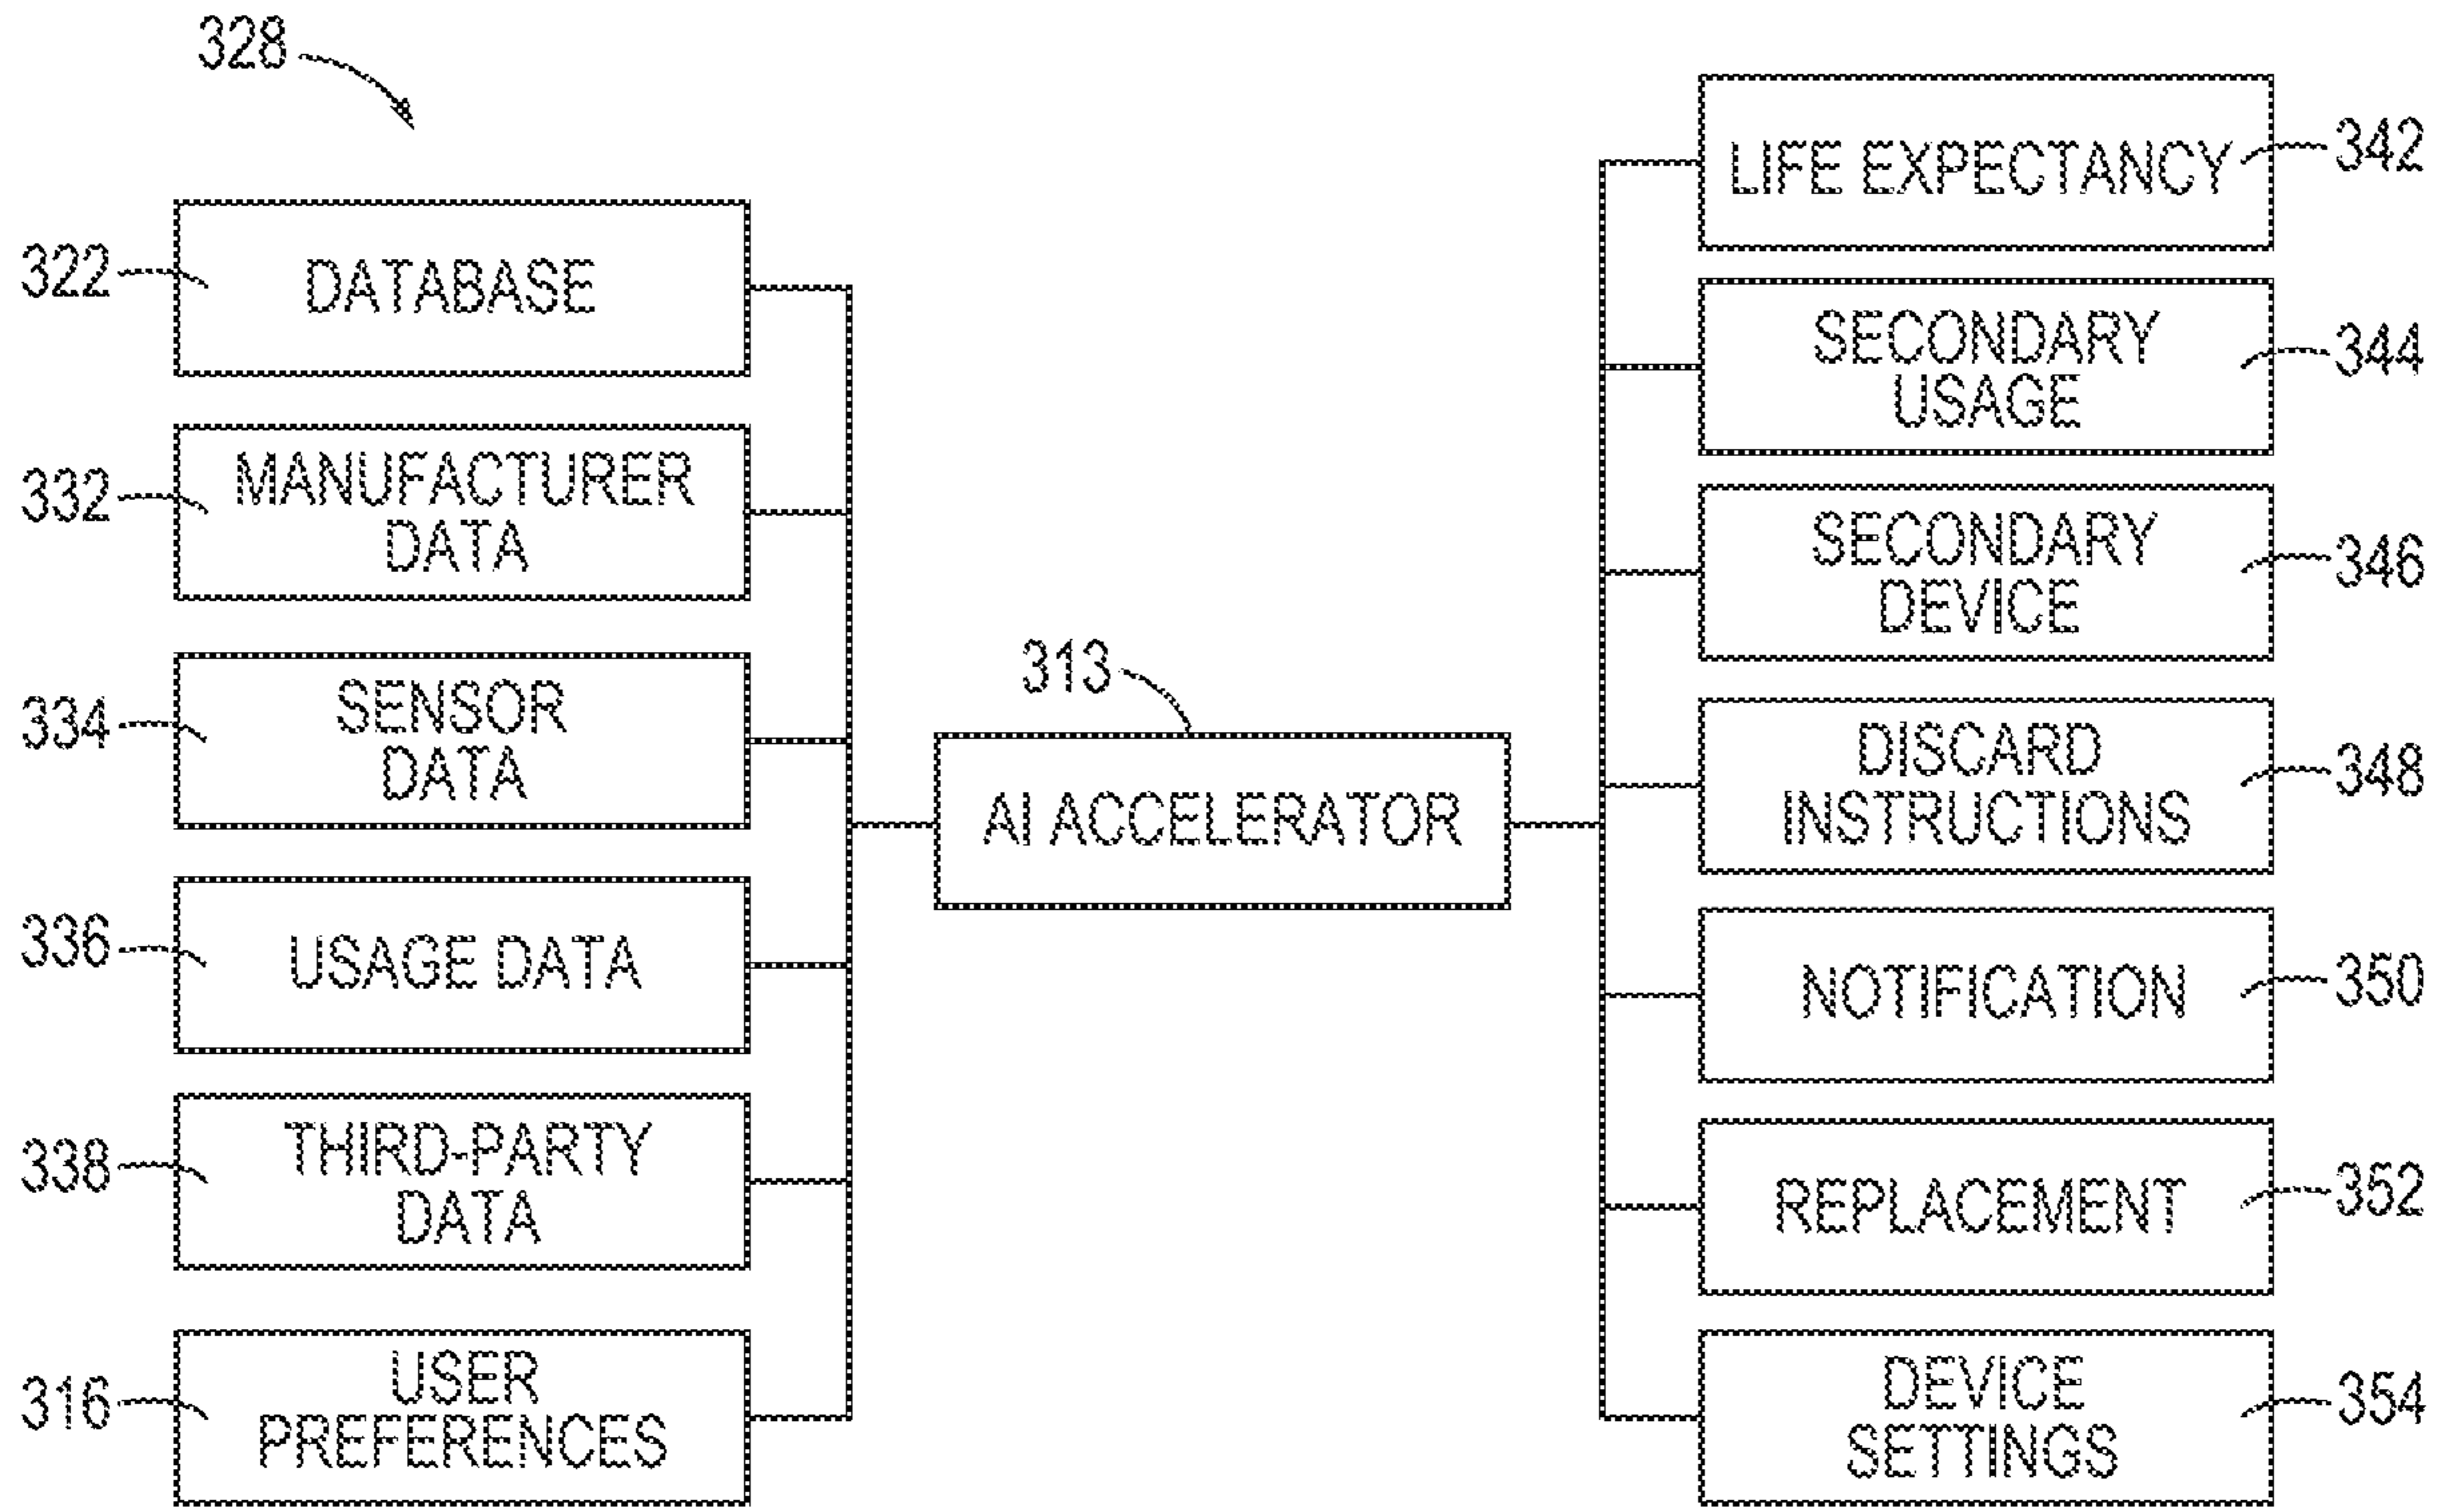 328
322
DATABASE
332
MANUFACTURER
DATA
334
SENSOR
DATA
336
USAGE DATA
338
THIRD-PARTY
DATA
316
USER
PREFERENCES
313
AI ACCELERATOR
LIFE EXPECTANCY
342
SECONDARY
USAGE
344
SECONDARY
DEVICE
346
DISCARD
INSTRUCTIONS
348
NOTIFICATION
350
REPLACEMENT
352
DEVICE
SETTINGS
354